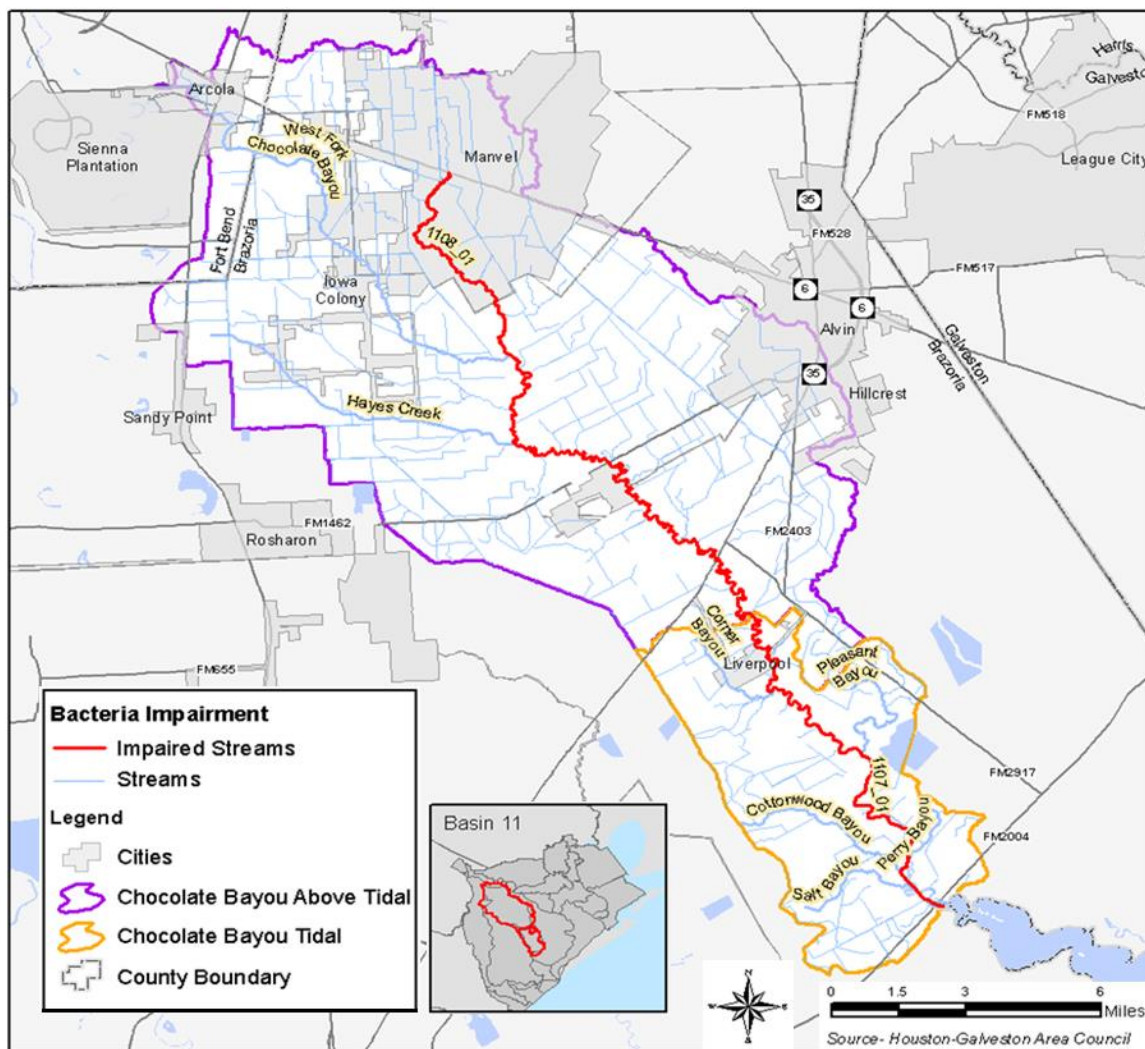 Harris
Galveston
FM518
League City
Arcola
Sienna
Plantation
West Fork
Chocolate
Bayou
Manvel
35
FM528
FM517
Fort Bend
Brazoria
1108_01
Iowa
Colony
6
6
Alvin
Galveston
Brazoria
35
Hillcrest
Sandy Point
Hayes Creek
FM1462
Rosharon
FM2403
Corner
Bayou
Liverpool
Pleasant
Bayou
FM655
1107_01
FM2917
Cottonwood Bayou
Perry Bayou
FM2004
Salt Bayou
Bacteria Impairment
Impaired Streams
Streams
Legend
Cities
Chocolate Bayou Above Tidal
Chocolate Bayou Tidal
County Boundary
Basin 11
N
W
E
S
0 1.5 3 6
Miles
Source- Houston-Galveston Area Council